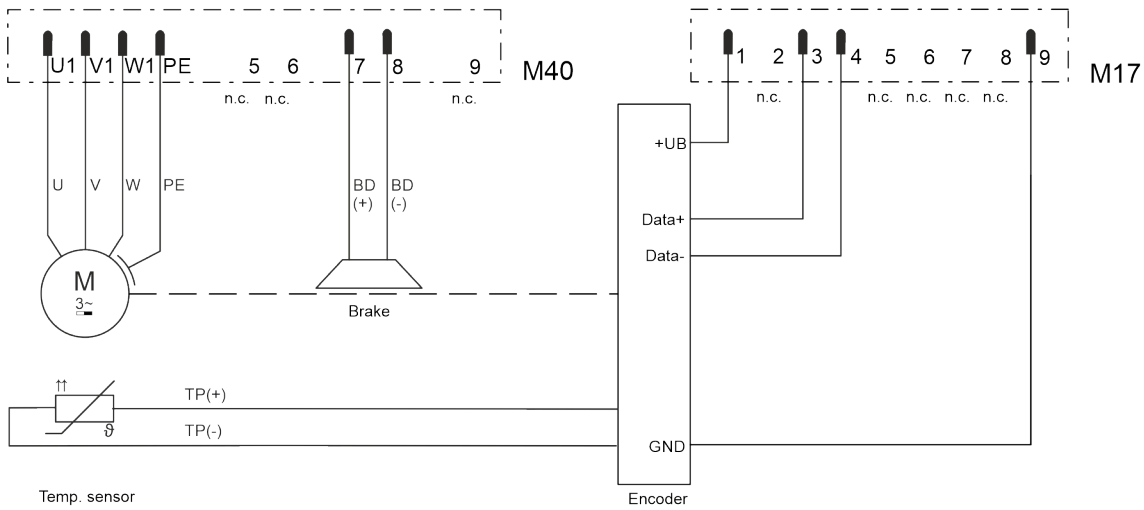 U1 V1 W1 PE 5 6 7 8 9 M40
n.c. n.c. n.c.
1 2 3 4 5 6 7 8 9 M17
n.c. n.c. n.c. n.c. n.c.
+UB
U V W PE BD (+) BD (-)
Data+
Data-
M
3~
Brake
TP(+)
TP(-)
ϑ
GND
Temp. sensor
Encoder